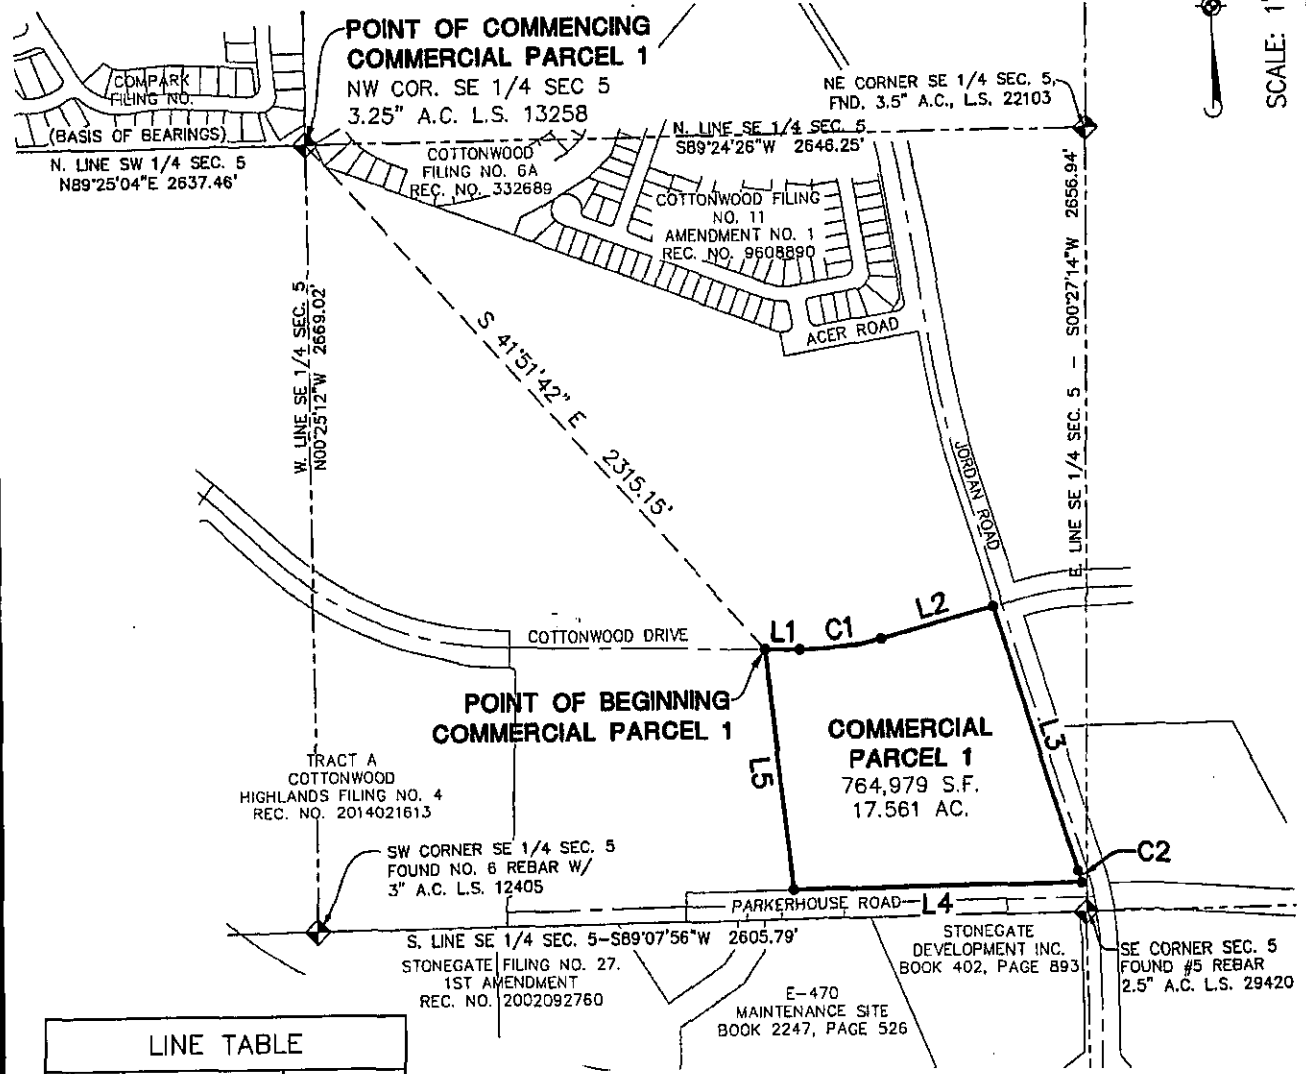 POINT OF COMMENCING
COMMERCIAL PARCEL 1
NW COR. SE 1/4 SEC 5
3.25" A.C. L.S. 13258
NE CORNER SE 1/4 SEC. 5,
FND. 3.5" A.C., L.S. 22103
SCALE: 1"
COMPARK
FILING NO.
(BASIS OF BEARINGS)
N. LINE SW 1/4 SEC. 5
N89°25'04"E 2637.46'
N. LINE SE 1/4 SEC. 5
S89°24'26"W 2646.25'
COTTONWOOD
FILING NO. 6A
REC. NO. 332689
COTTONWOOD FILING
NO. 11
AMENDMENT NO. 1
REC. NO. 9608890
ACER ROAD
W. LINE SE 1/4 SEC. 5
N00°25'12"W 2669.02'
S 41°51'42" E 2315.15'
E. LINE SE 1/4 SEC. 5 - S00°27'14"W 2656.94'
JORDAN ROAD
COTTONWOOD DRIVE
L1
C1
L2
POINT OF BEGINNING
COMMERCIAL PARCEL 1
COMMERCIAL
PARCEL 1
764,979 S.F.
17.561 AC.
L3
L5
TRACT A
COTTONWOOD
HIGHLANDS FILING NO. 4
REC. NO. 2014021613
SW CORNER SE 1/4 SEC. 5
FOUND NO. 6 REBAR W/
3" A.C. L.S. 12405
C2
PARKERHOUSE ROAD
L4
S. LINE SE 1/4 SEC. 5-S89°07'56"W 2605.79'
STONEGATE FILING NO. 27.
1ST AMENDMENT
REC. NO. 2002092760
STONEGATE
DEVELOPMENT INC.
BOOK 402, PAGE 893
SE CORNER SEC. 5
FOUND #5 REBAR
2.5" A.C. L.S. 29420
E-470
MAINTENANCE SITE
BOOK 2247, PAGE 526
LINE TABLE